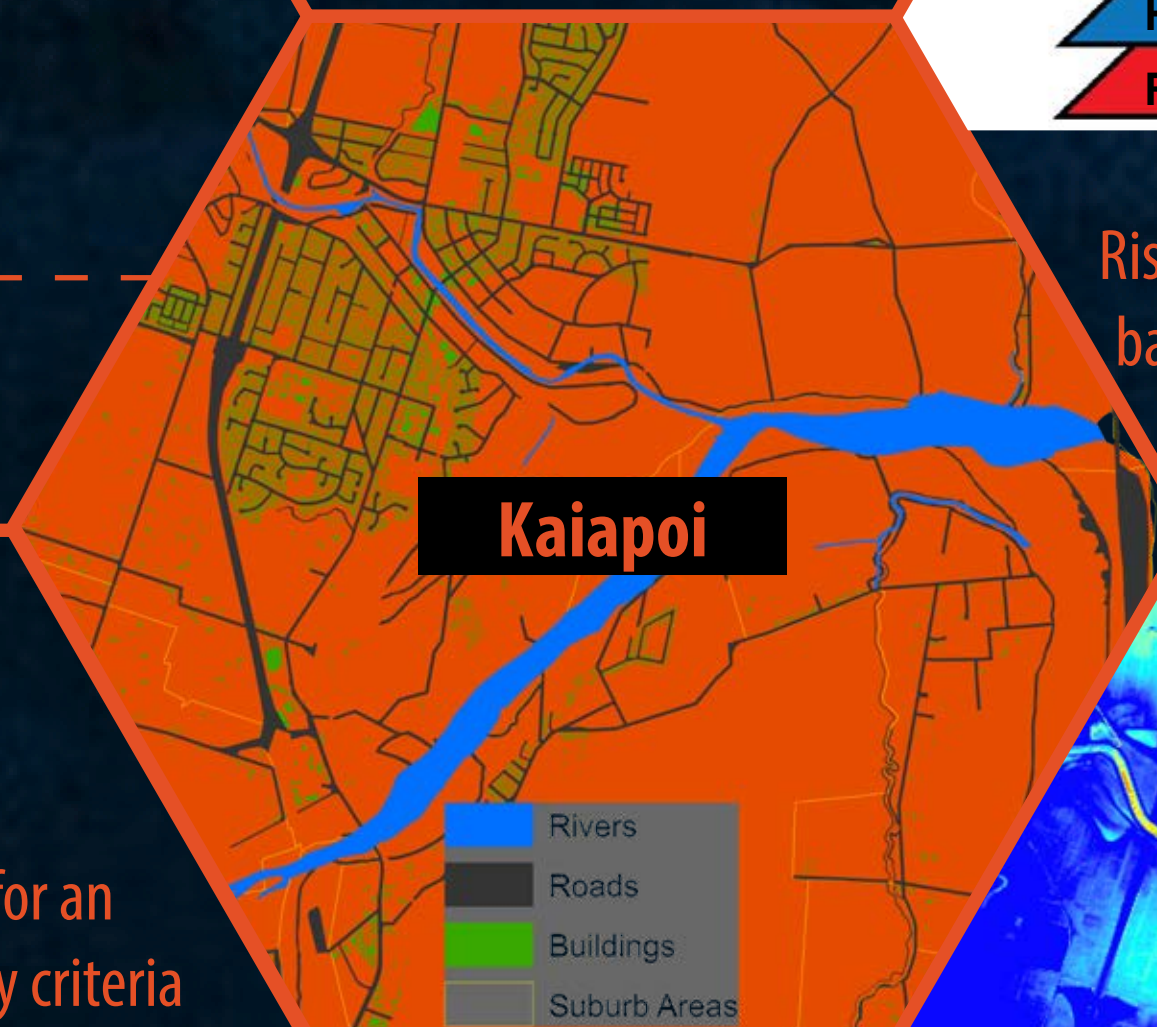 Ris
ba
Kaiapoi
Rivers
Roads
Buildings
Suburb Areas
for an
y criteria